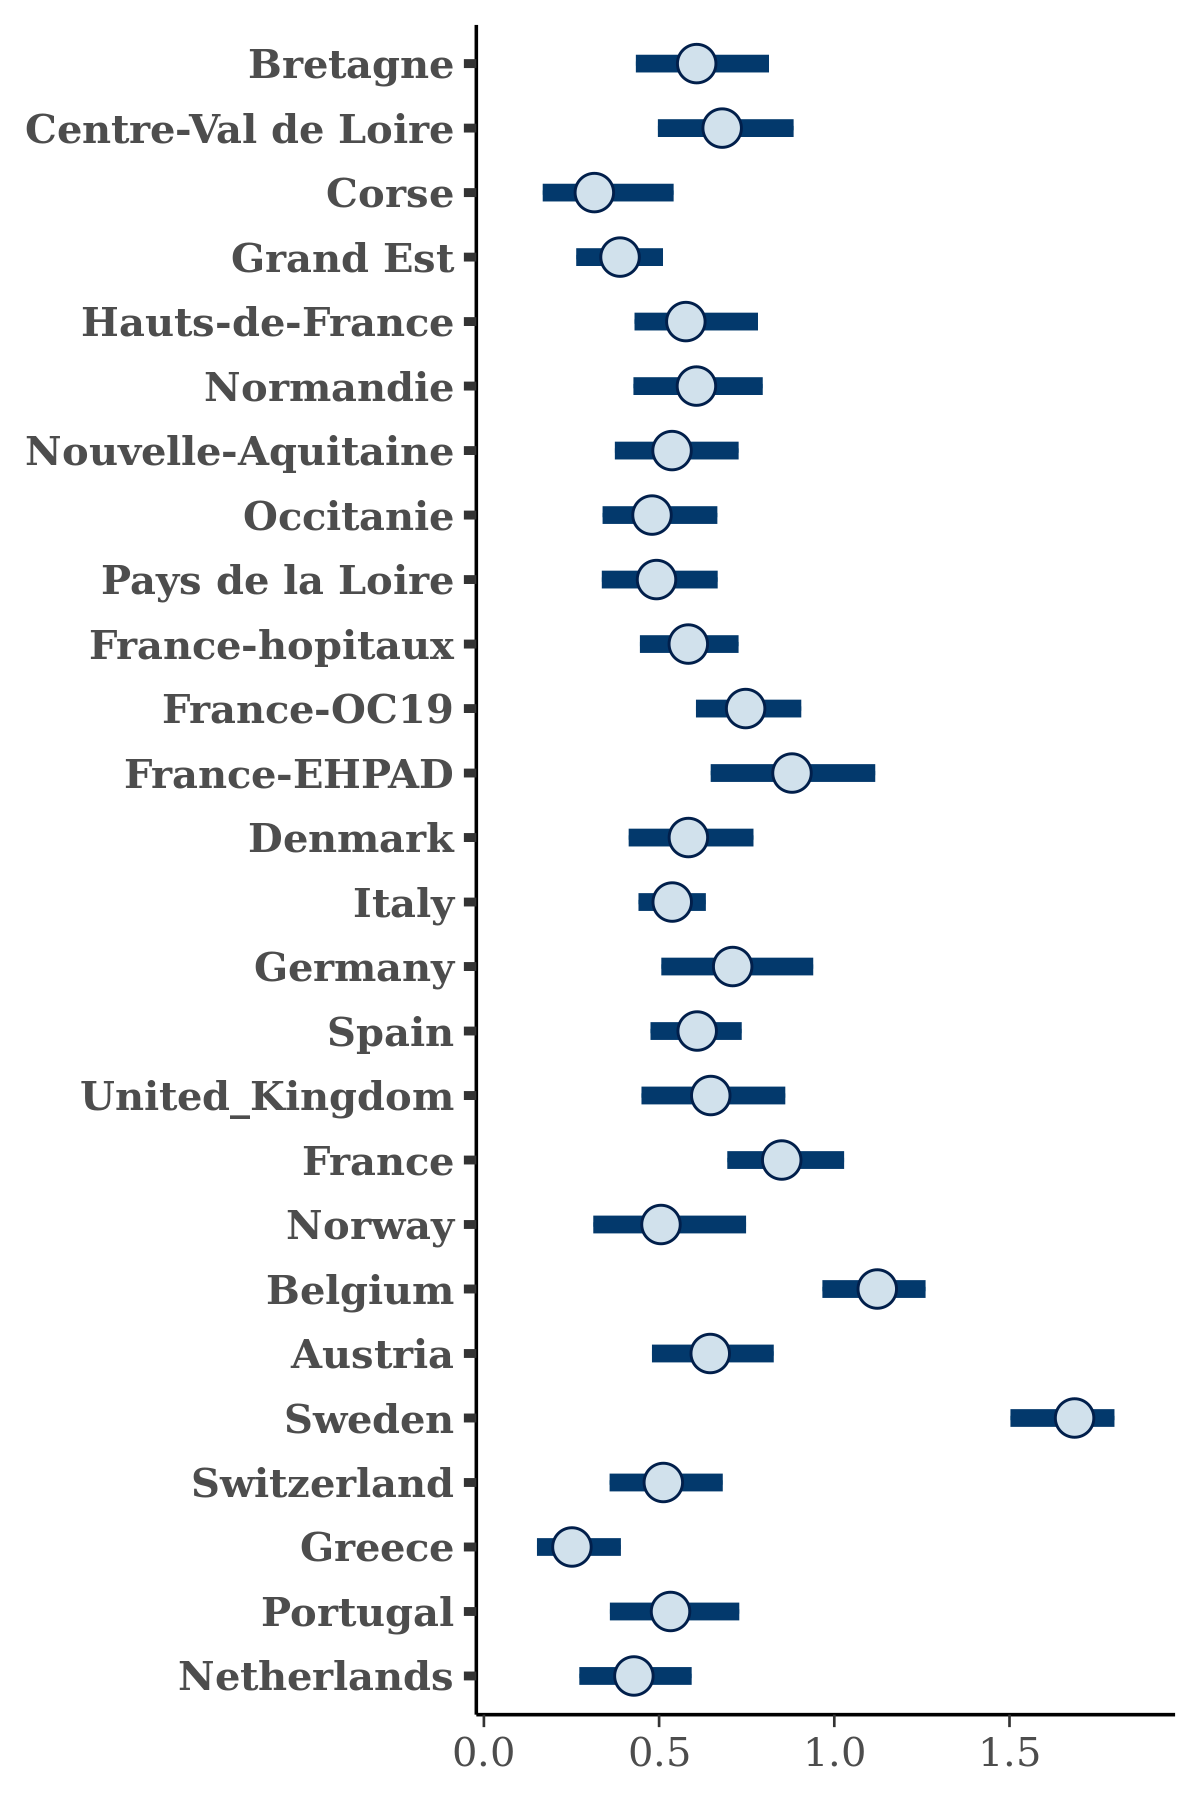 Bretagne
Centre-Val de Loire
Corse
Grand Est
Hauts-de-France
Normandie
Nouvelle-Aquitaine
Occitanie
Pays de la Loire
France-hopitaux
France-OC19
France-EHPAD
Denmark
Italy
Germany
Spain
United_Kingdom
France
Norway
Belgium
Austria
Sweden
Switzerland
Greece
Portugal
Netherlands
0.0 0.5 1.0 1.5